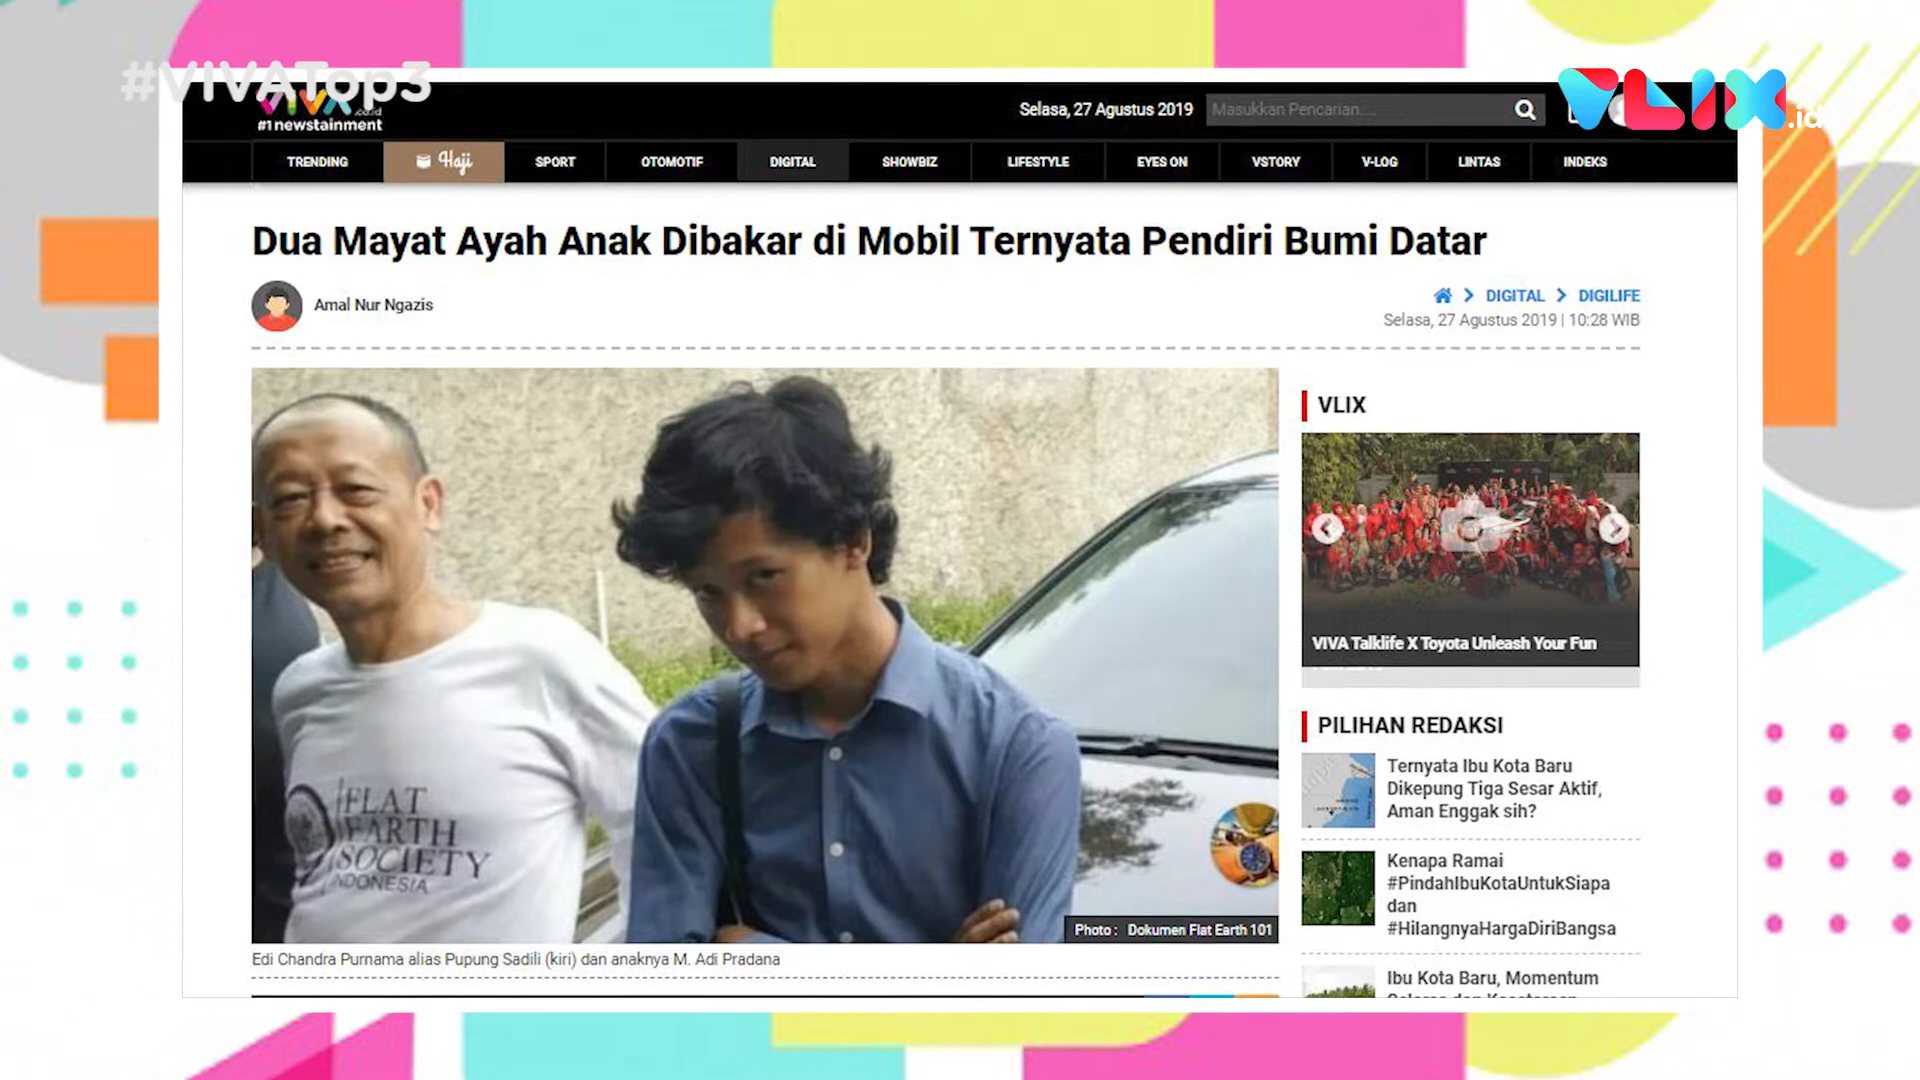 #VIVATop3
VIVA.co.id
#1newstainment
Selasa, 27 Agustus 2019
Masukkan Pencarian....
VLIX.id
TRENDING
Haji
SPORT
OTOMOTIF
DIGITAL
SHOWBIZ
LIFESTYLE
EYES ON
VSTORY
V-LOG
LINTAS
INDEKS
Dua Mayat Ayah Anak Dibakar di Mobil Ternyata Pendiri Bumi Datar
Amal Nur Ngazis
DIGITAL
DIGILIFE
Selasa, 27 Agustus 2019 | 10:28 WIB
FLAT
EARTH
SOCIETY
INDONESIA
Photo : Dokumen Flat Earth 101
Edi Chandra Purnama alias Pupung Sadili (kiri) dan anaknya M. Adi Pradana
VLIX
VIVA Talklife X Toyota Unleash Your Fun
PILIHAN REDAKSI
Ternyata Ibu Kota Baru
Dikepung Tiga Sesar Aktif,
Aman Enggak sih?
Kenapa Ramai
#PindahIbuKotaUntukSiapa
dan
#HilangnyaHargaDiriBangsa
Ibu Kota Baru, Momentum